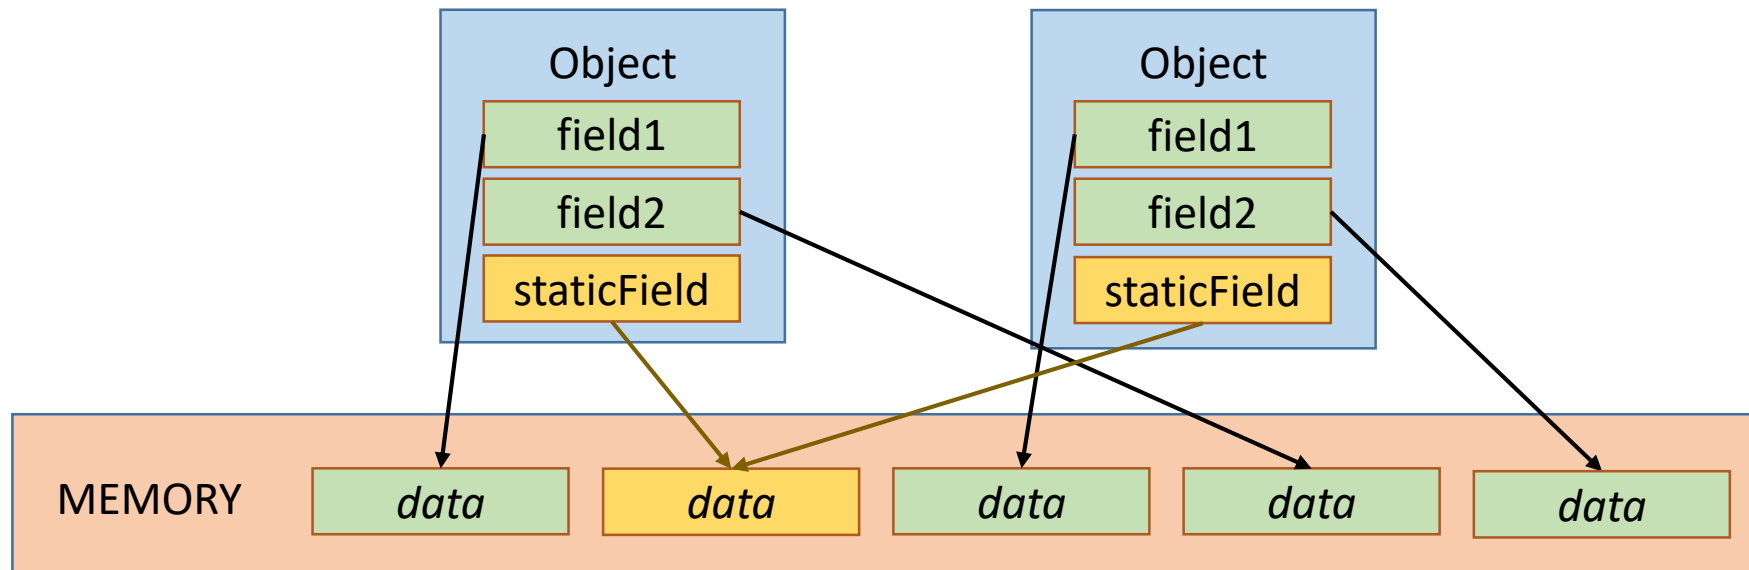 Object
field1
field2
staticField
Object
field1
field2
staticField
MEMORY
data
data
data
data
data